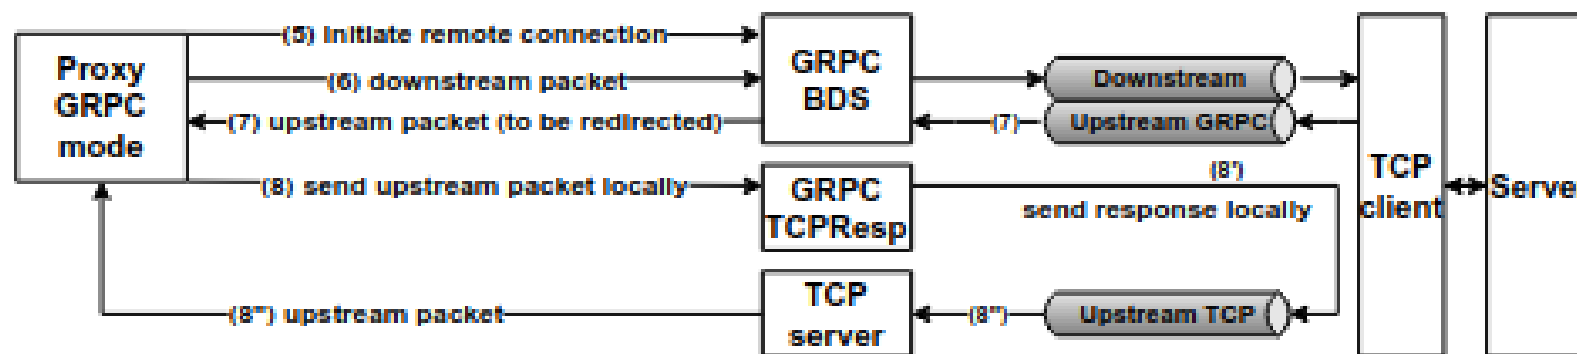 (5) initiate remote connection
Proxy
GRPC
mode
(6) downstream packet
(7) upstream packet (to be redirected)
GRPC
BDS
Downstream
(7)
Upstream GRPC
(8) send upstream packet locally
GRPC
TCPResp
(8')
send response locally
TCP
client
Serve
(8''') upstream packet
TCP
server
(8'')
Upstream TCP